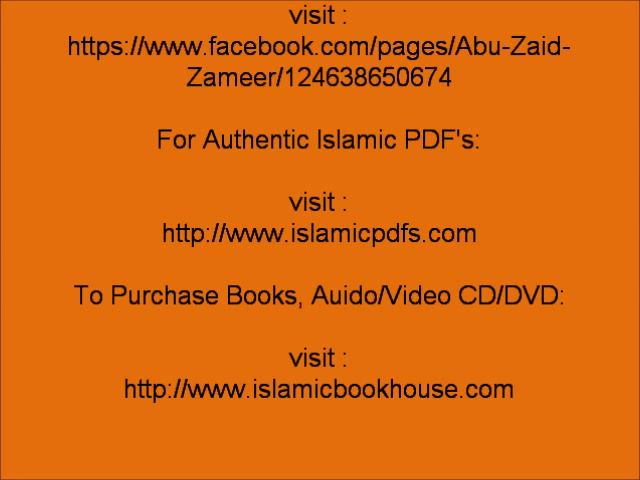 visit :
https://www.facebook.com/pages/Abu-Zaid-
Zameer/124638650674
For Authentic Islamic PDF's:
visit :
http://www.islamicpdfs.com
To Purchase Books, Auido/Video CD/DVD:
visit :
http://www.islamicbookhouse.com